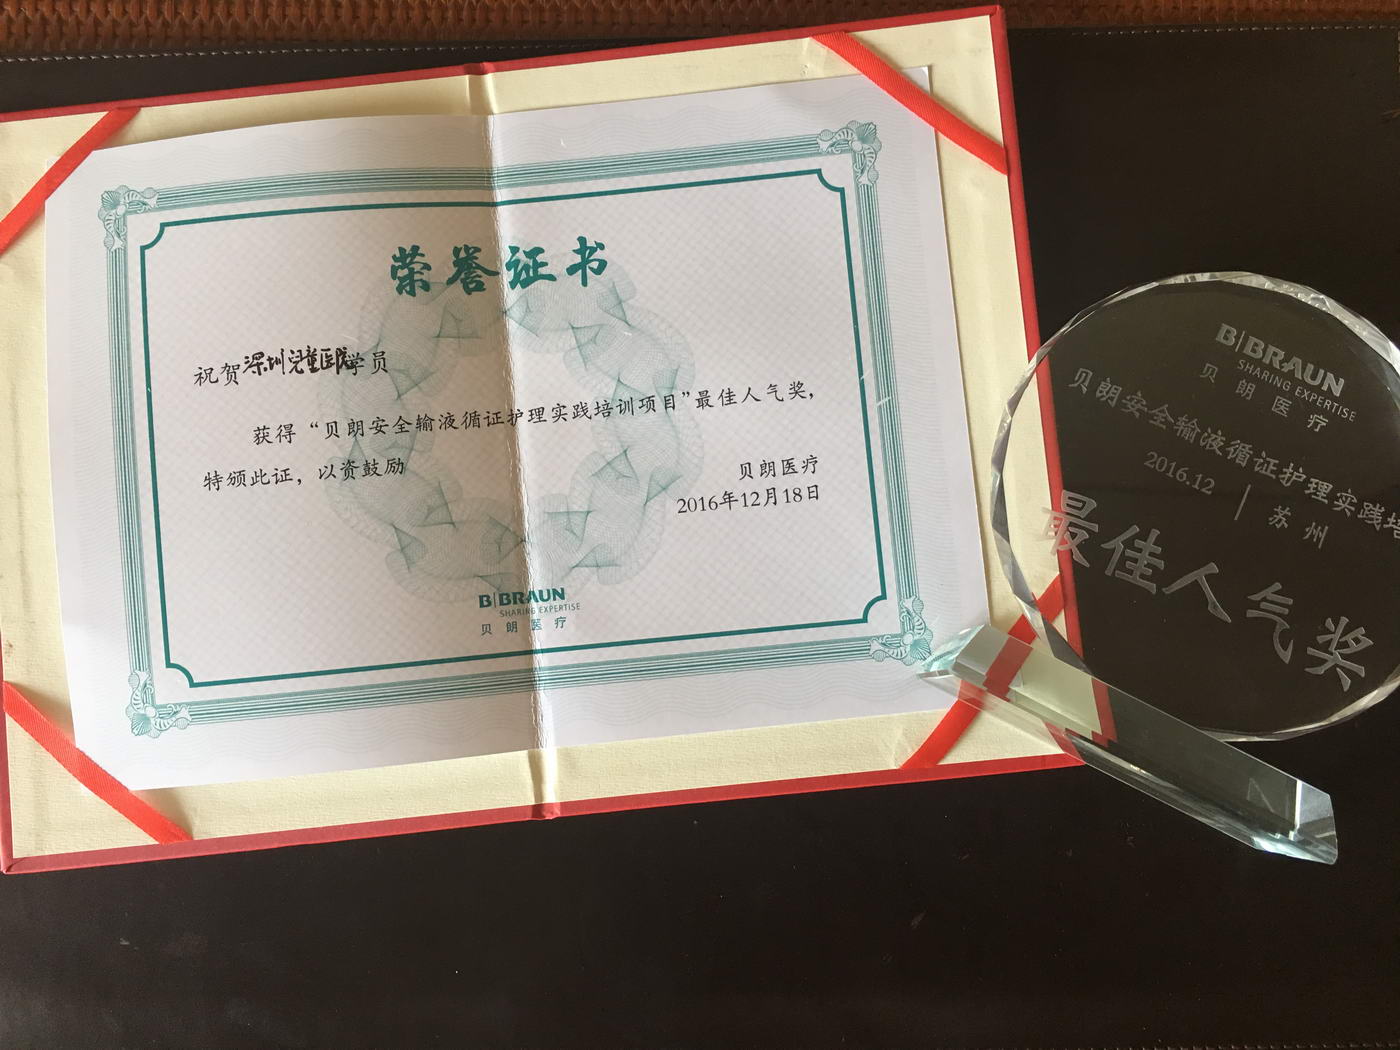 荣誉证书
祝贺深圳儿童医院学员
获得“贝朗安全输液循证护理实践培训项目”最佳人气奖，
特颁此证，以资鼓励
贝朗医疗
2016年12月18日
B|BRAUN
SHARING EXPERTISE
贝朗医疗
B|BRAUN
SHARING EXPERTISE
贝朗医疗
贝朗安全输液循证护理实践培
2016.12 | 苏州
最佳人气奖